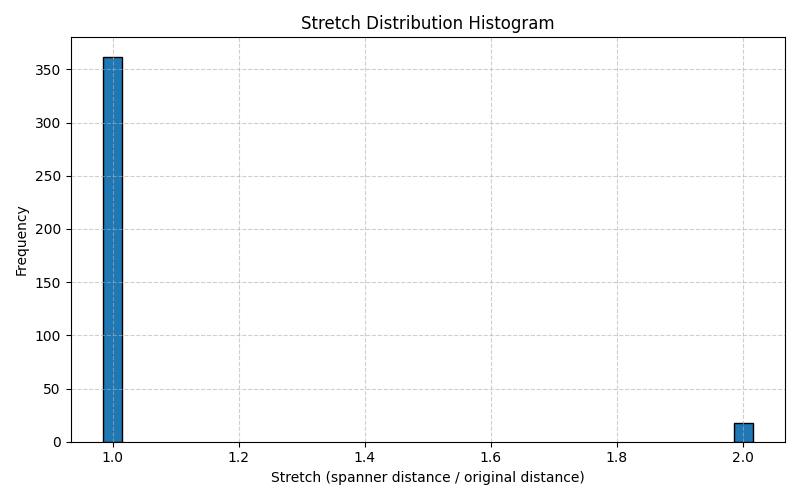 Stretch Distribution Histogram
350
300
250
200
150
100
50
0
Frequency
1.0 1.2 1.4 1.6 1.8 2.0
Stretch (spanner distance / original distance)